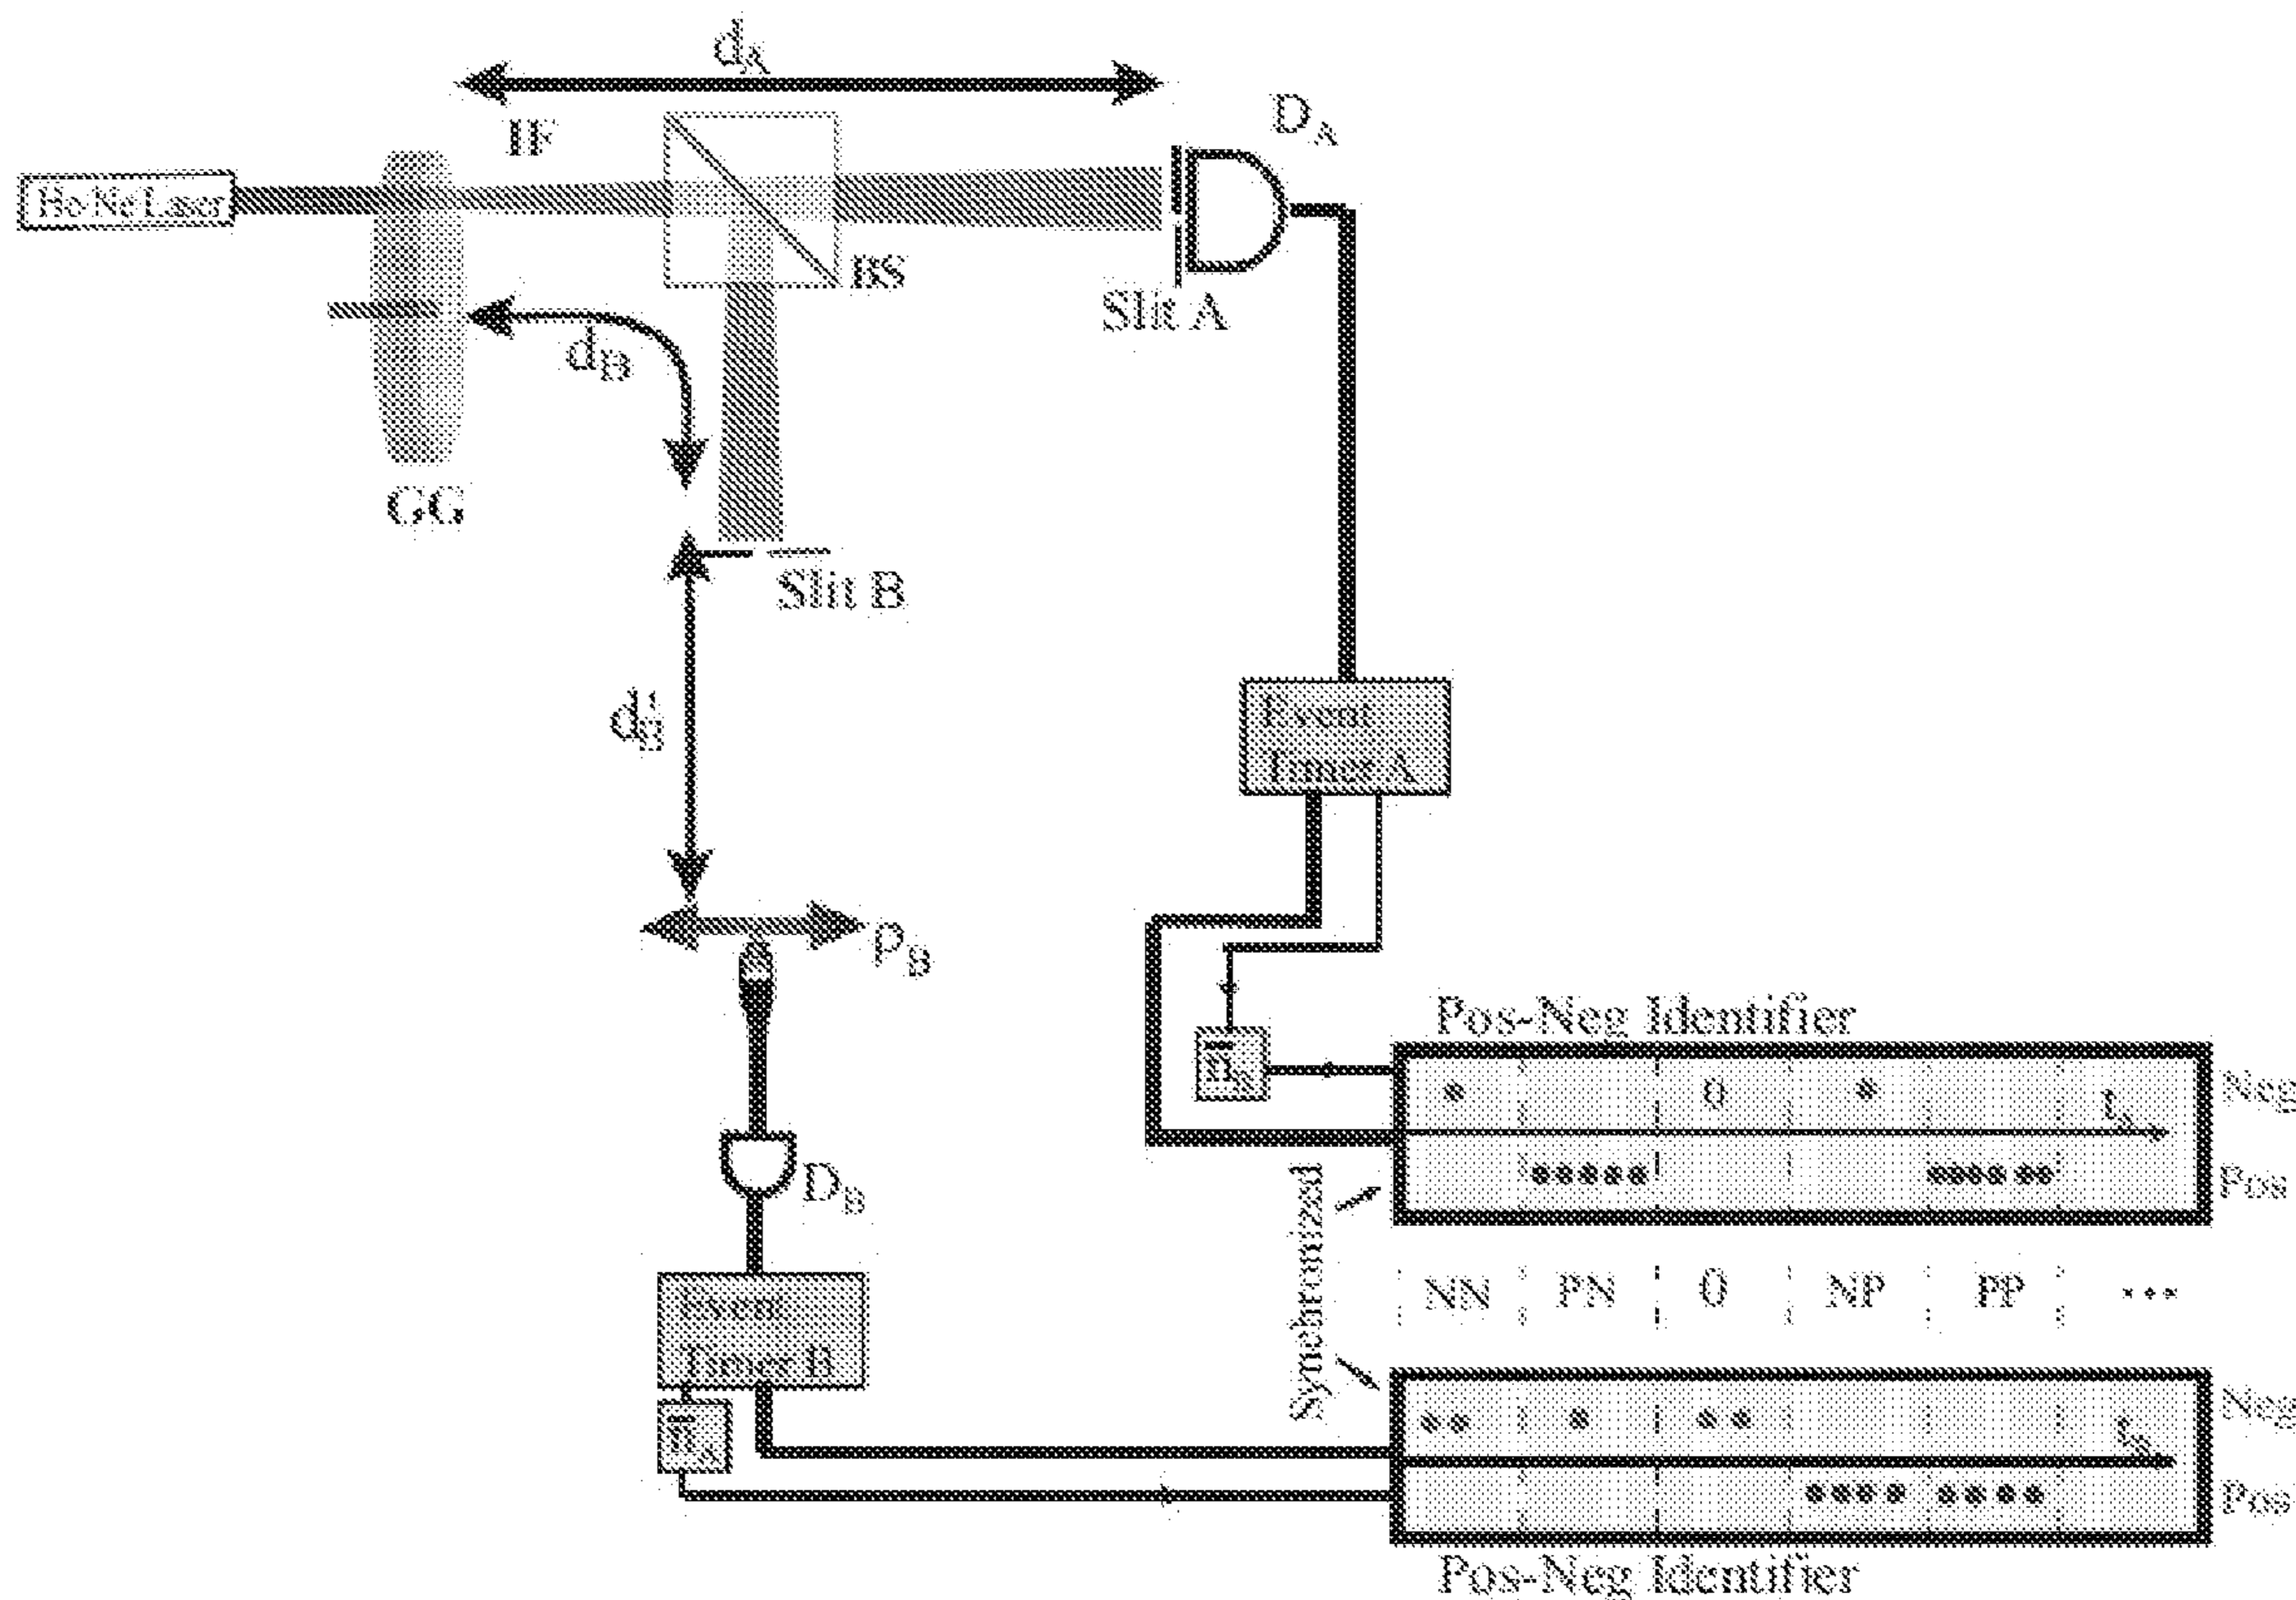 dA
IF
DA
He-Ne Laser
BS
Slit A
dB
GG
Slit B
d'B
Event
Timer A
ρB
Pos-Neg Identifier
n̄
0
tA
Neg
Pos
DB
Synchronized
NN PN 0 NP PP ...
Event
Timer B
n̄
tB
Neg
Pos
Pos-Neg Identifier